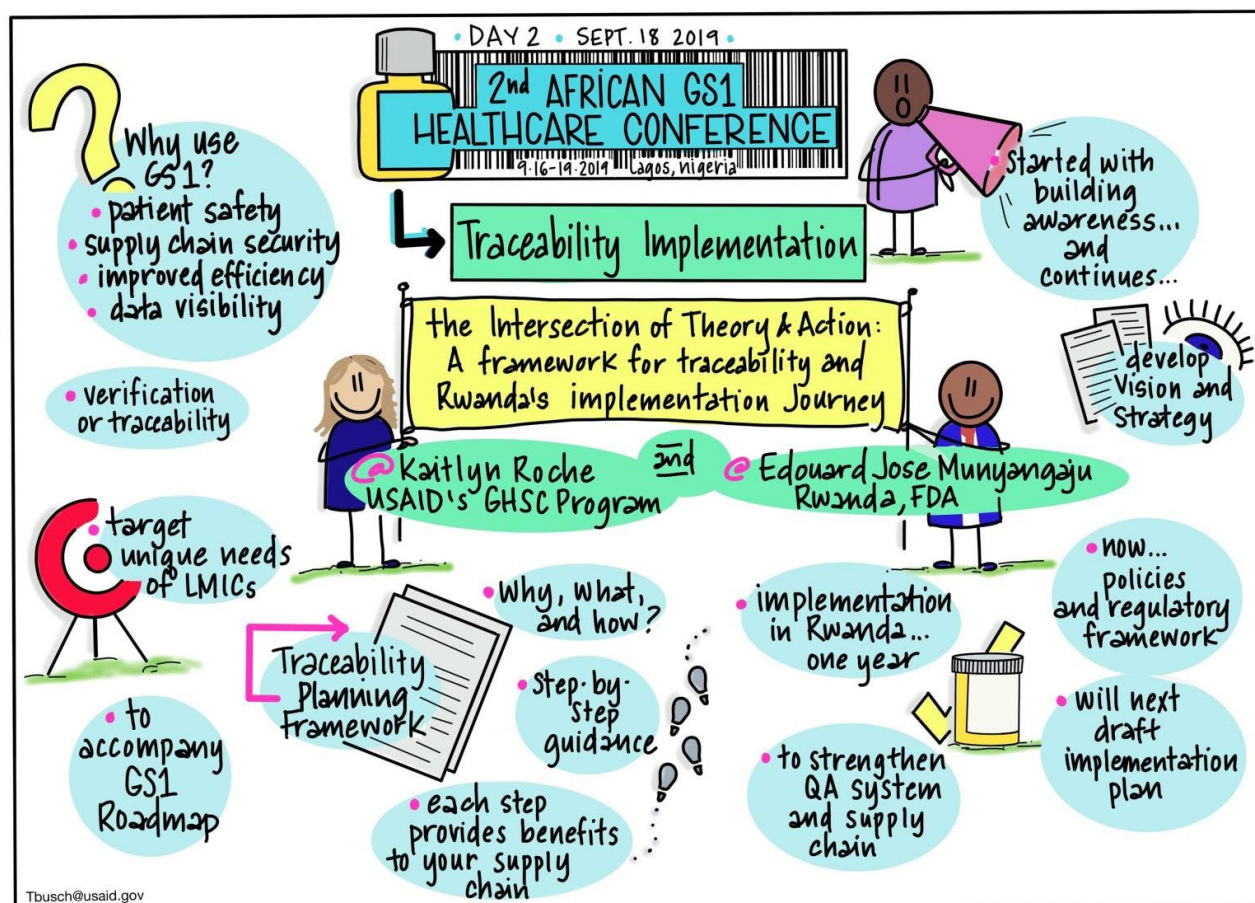 • DAY 2 • SEPT. 18 2019 •
2nd AFRICAN GS1
HEALTHCARE CONFERENCE
9.16-19.2019 Lagos, nigeria
Traceability Implementation
the Intersection of Theory & Action:
A framework for traceability and
Rwanda's implementation Journey
@ Kaitlyn Roche
USAID's GHSC Program
and
@ Edouard Jose Munyangaju
Rwanda, FDA
Why use
GS1?
• patient safety
• supply chain security
• improved efficiency
• data visibility
• verification
or traceability
• target
unique needs
of LMICs
• to
accompany
GS1
Roadmap
Traceability
Planning
Framework
• Why, what,
and how?
• Step-by-
step
guidance
• each step
provides benefits
to your supply
chain
• started with
building
awareness...
and
continues...
develop
Vision and
Strategy
• now...
policies
and regulatory
framework
• implementation
in Rwanda...
one year
• will next
draft
implementation
plan
• to strengthen
QA system
and supply
chain
Tbusch@usaid.gov